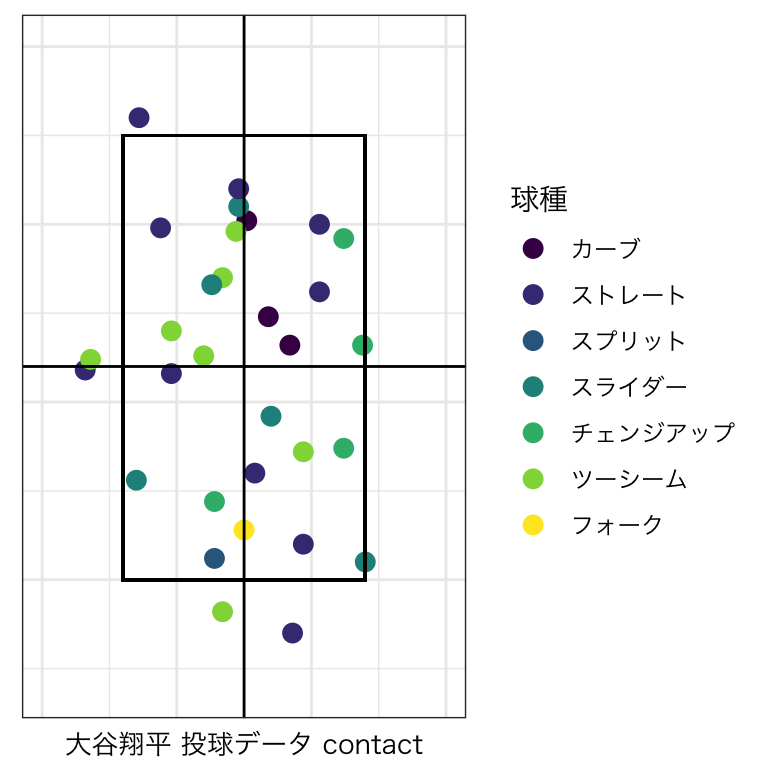 球種
カーブ
ストレート
スプリット
スライダー
チェンジアップ
ツーシーム
フォーク
大谷翔平 投球データ contact